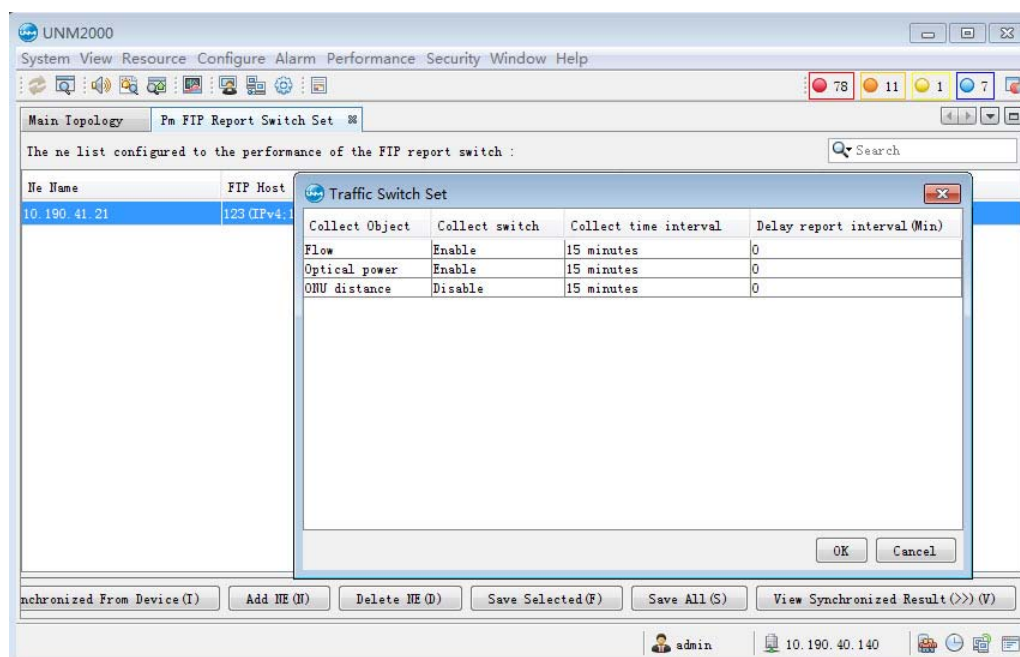 UNM2000
System View Resource Configure Alarm Performance Security Window Help
78 11 1 7
Main Topology Pm FTP Report Switch Set
The ne list configured to the performance of the FTP report switch :
Search
Ne Name FTP Host
10.190.41.21 123(IPv4:1
Traffic Switch Set
Collect Object Collect switch Collect time interval Delay report interval(Min)
Flow Enable 15 minutes 0
Optical power Enable 15 minutes 0
ONU distance Disable 15 minutes 0
OK Cancel
nchronized From Device(I) Add NE(N) Delete NE(D) Save Selected(F) Save All(S) View Synchronized Result(>>)(V)
admin 10.190.40.140